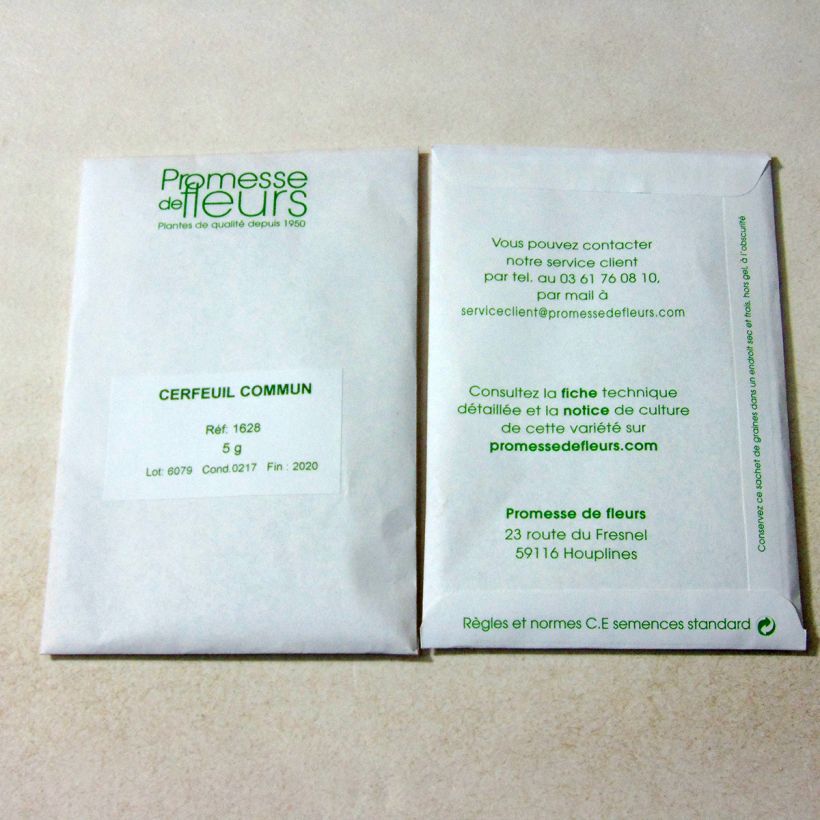 Promesse
de fleurs
Plantes de qualité depuis 1950
CERFEUIL COMMUN
Réf: 1628
5 g
Lot: 6079 Cond.0217 Fin : 2020
Vous pouvez contacter
notre service client
par tel. au 03 61 76 08 10,
par mail à
serviceclient@promessedefleurs.com
Consultez la fiche technique
détaillée et la notice de culture
de cette variété sur
promessedefleurs.com
Promesse de fleurs
23 route du Fresnel
59116 Houplines
Règles et normes C.E semences standard
Conservez ce sachet de graines dans un endroit sec et frais, hors gel, à l'obscurité